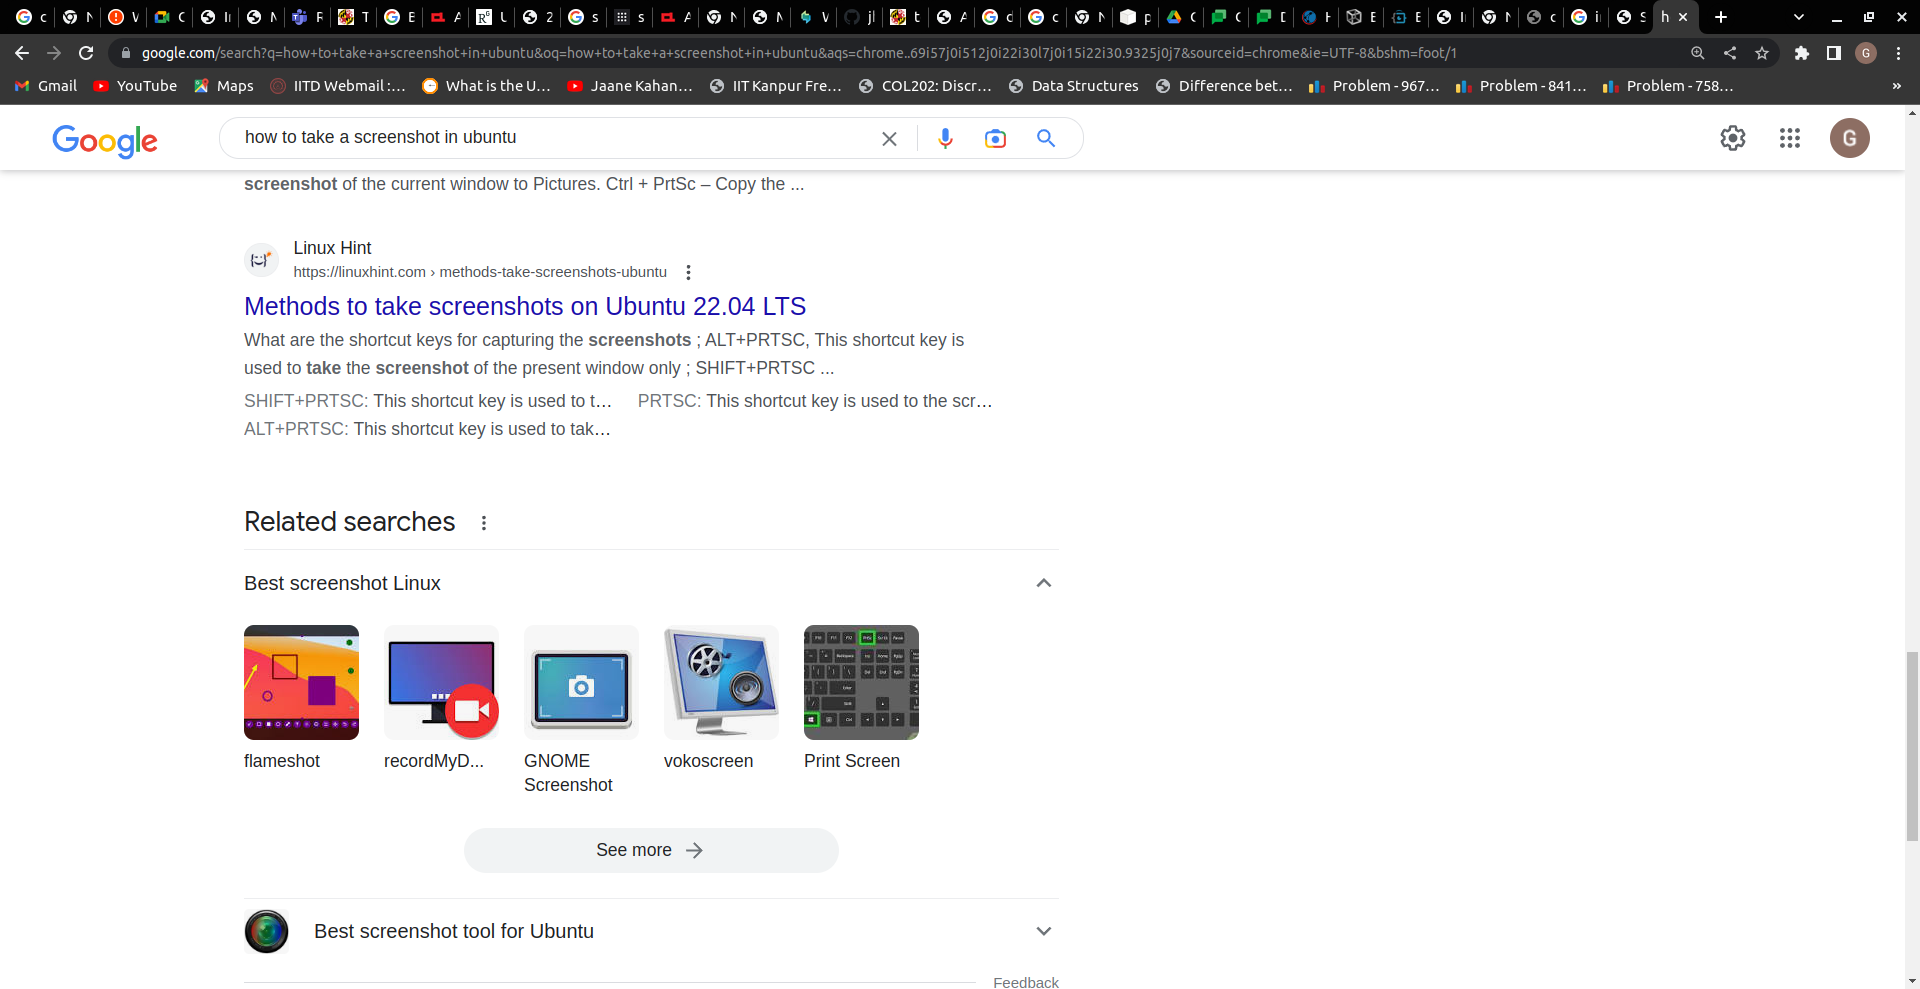 google.com/search?q=how+to+take+a+screenshot+in+ubuntu&oq=how+to+take+a+screenshot+in+ubuntu&aqs=chrome..69i57j0i512j0i22i30l7j0i15i22i30.9325j0j7&sourceid=chrome&ie=UTF-8&bshm=foot/1
G
Gmail YouTube Maps IITD Webmail :... What is the U... Jaane Kahan... IIT Kanpur Fre... COL202: Discr... Data Structures Difference bet... Problem - 967... Problem - 841... Problem - 758... »
Google how to take a screenshot in ubuntu G
screenshot of the current window to Pictures. Ctrl + PrtSc – Copy the ...
Linux Hint
https://linuxhint.com › methods-take-screenshots-ubuntu
Methods to take screenshots on Ubuntu 22.04 LTS
What are the shortcut keys for capturing the screenshots ; ALT+PRTSC, This shortcut key is
used to take the screenshot of the present window only ; SHIFT+PRTSC ...
SHIFT+PRTSC: This shortcut key is used to t... PRTSC: This shortcut key is used to the scr...
ALT+PRTSC: This shortcut key is used to tak...
Related searches
Best screenshot Linux
flameshot recordMyD... GNOME Screenshot vokoscreen Print Screen
See more
Best screenshot tool for Ubuntu
Feedback